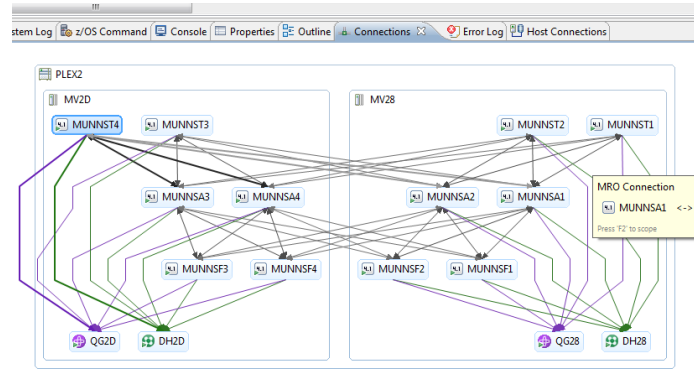 stem Log z/OS Command Console Properties Outline Connections Error Log Host Connections
PLEX2
MV2D MV28
MUNNST4 MUNNST3 MUNNST2 MUNNST1
MRO Connection
MUNNSA1 <->
Press 'F2' to scope
MUNNSA3 MUNNSA4 MUNNSA2 MUNNSA1
MUNNSF3 MUNNSF4 MUNNSF2 MUNNSF1
QG2D DH2D QG28 DH28